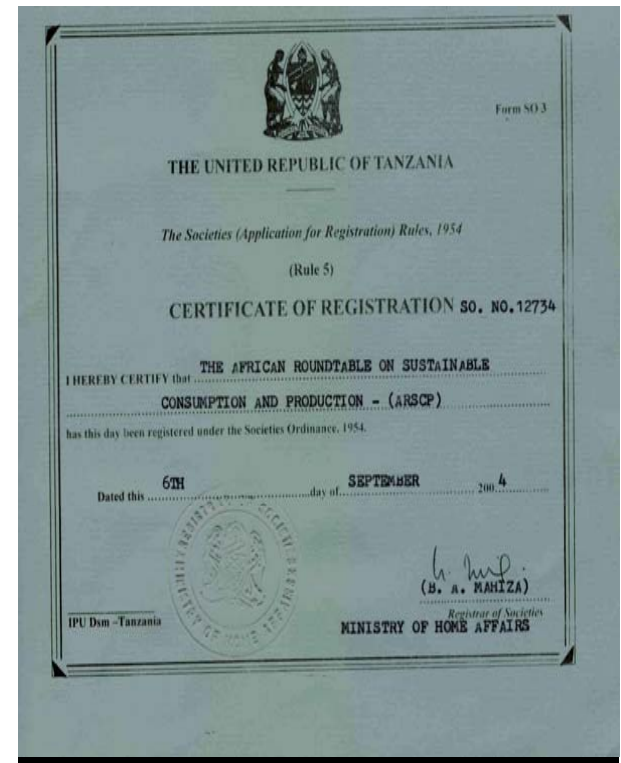 Form SO 3
THE UNITED REPUBLIC OF TANZANIA
The Societies (Application for Registration) Rules, 1954
(Rule 5)
CERTIFICATE OF REGISTRATION SO. NO.12734
THE AFRICAN ROUNDTABLE ON SUSTAINABLE
I HEREBY CERTIFY that
CONSUMPTION AND PRODUCTION - (ARSCP)
has this day been registered under the Societies Ordinance, 1954.
Dated this 6TH day of SEPTEMBER 2004
(B. A. MAHIZA)
Registrar of Societies
IPU Dsm -Tanzania
MINISTRY OF HOME AFFAIRS